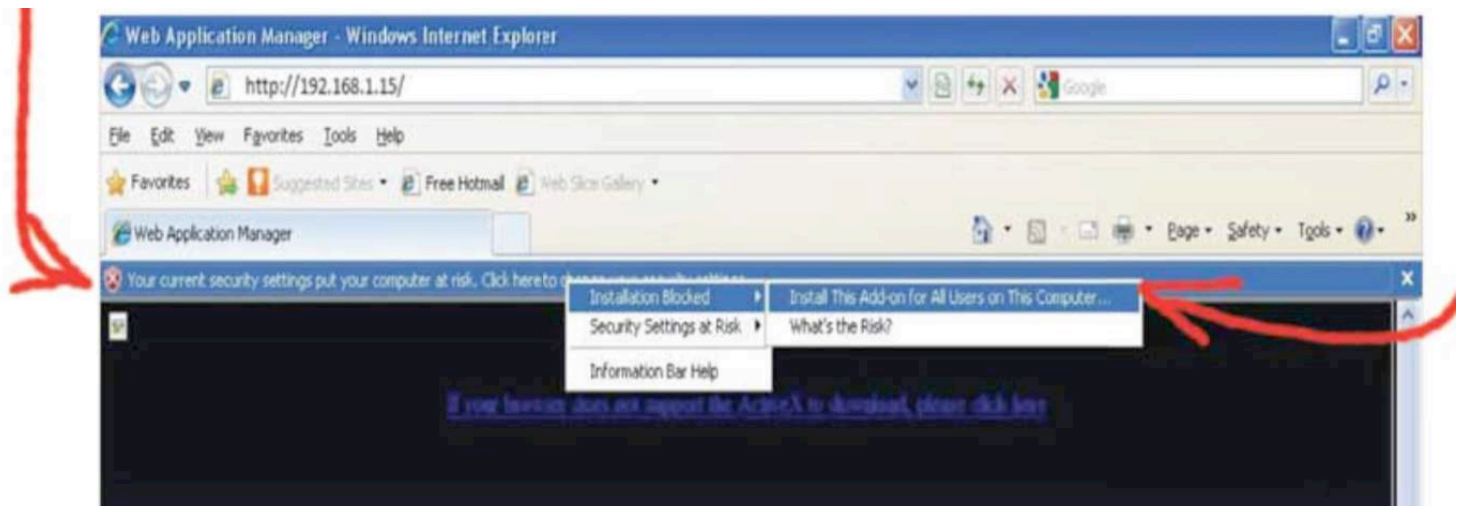 Web Application Manager - Windows Internet Explorer
http://192.168.1.15/
Google
File Edit View Favorites Tools Help
Favorites Suggested Sites Free Hotmail Web Slice Gallery
Web Application Manager
Page Safety Tools
Your current security settings put your computer at risk. Click here to change your security settings...
Installation Blocked
Install This Add-on for All Users on This Computer...
Security Settings at Risk
What's the Risk?
Information Bar Help
If your browser does not support the ActiveX to download, please click here